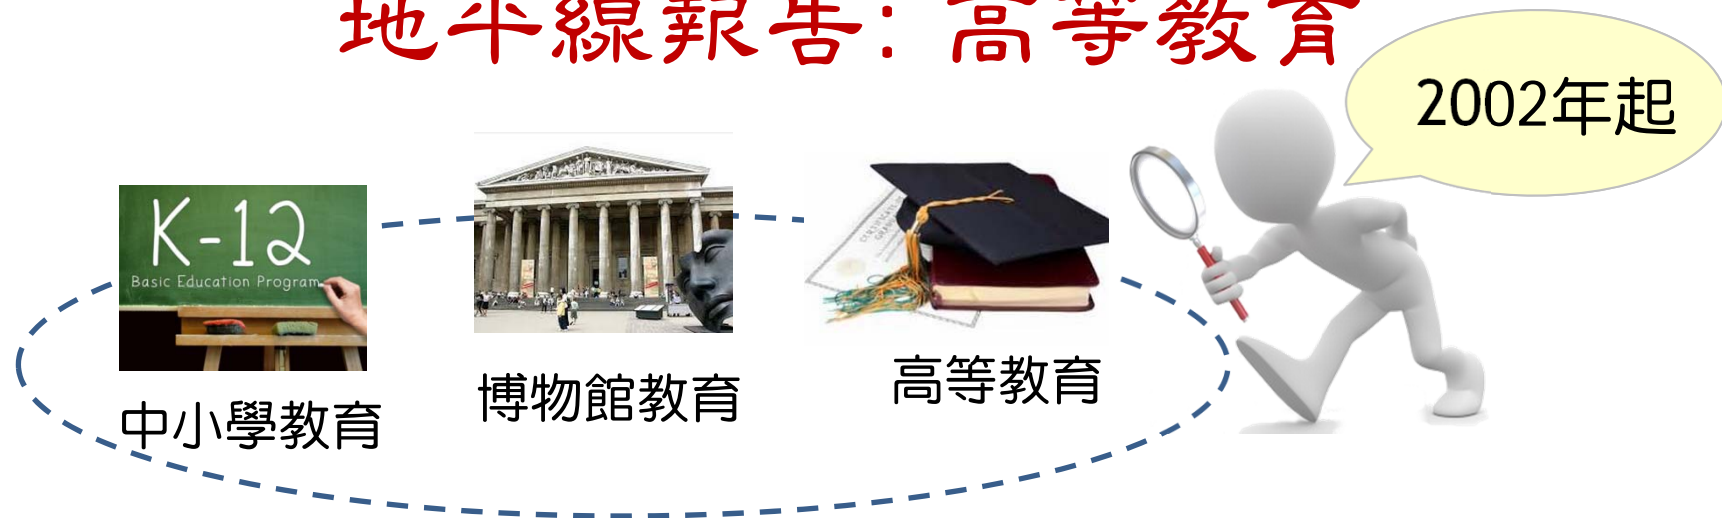 地平線報告: 高等教育
2002年起
K-12
Basic Education Program
中小學教育
博物館教育
高等教育